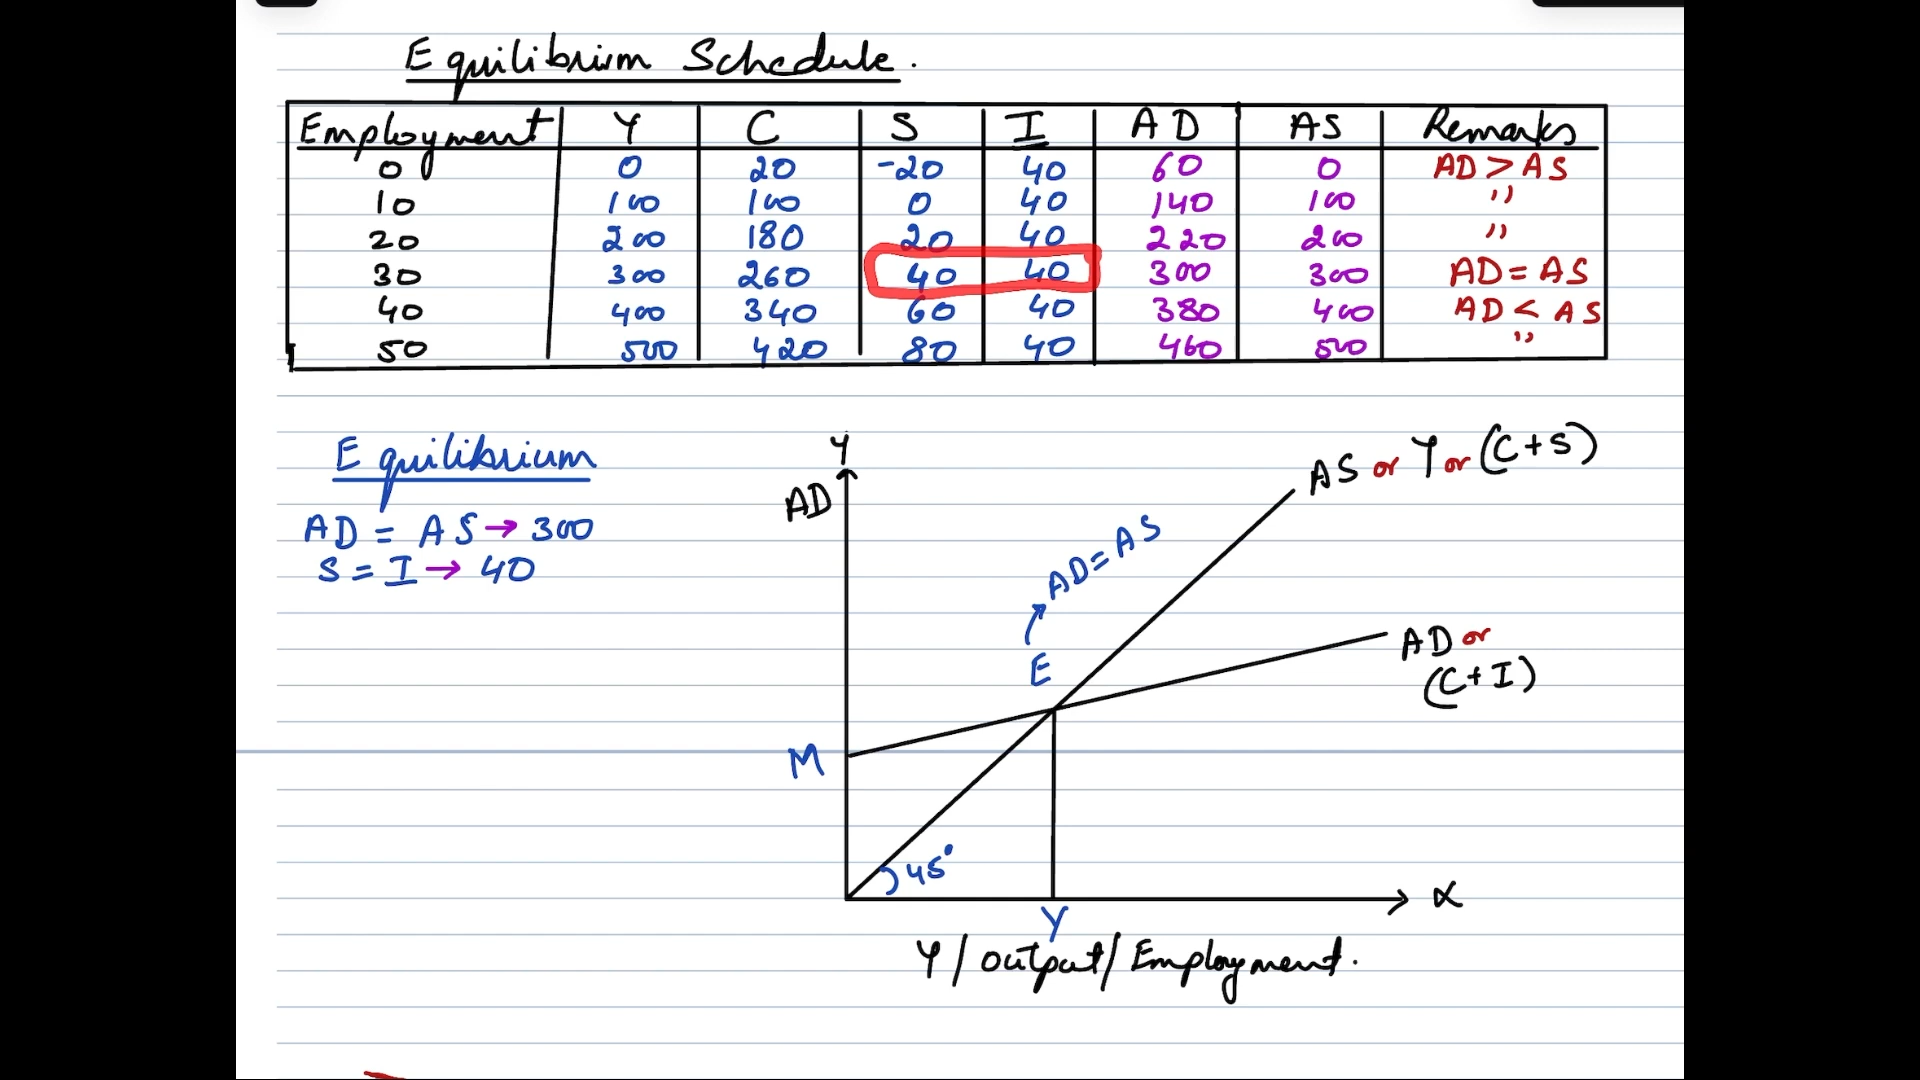 Equilibrium Schedule.
Employment Y C S I AD AS Remarks
0 0 20 -20 40 60 0 AD > AS
10 100 100 0 40 140 100 "
20 200 180 20 40 220 200 "
30 300 260 40 40 300 300 AD = AS
40 400 340 60 40 380 400 AD < AS
50 500 420 80 40 460 500 "
Equilibrium
AD = AS → 300
S = I → 40
Y
AD
AS or Y or (C+S)
AD = AS
E
AD or
(C+I)
M
45°
x
Y
Y / output / Employment.